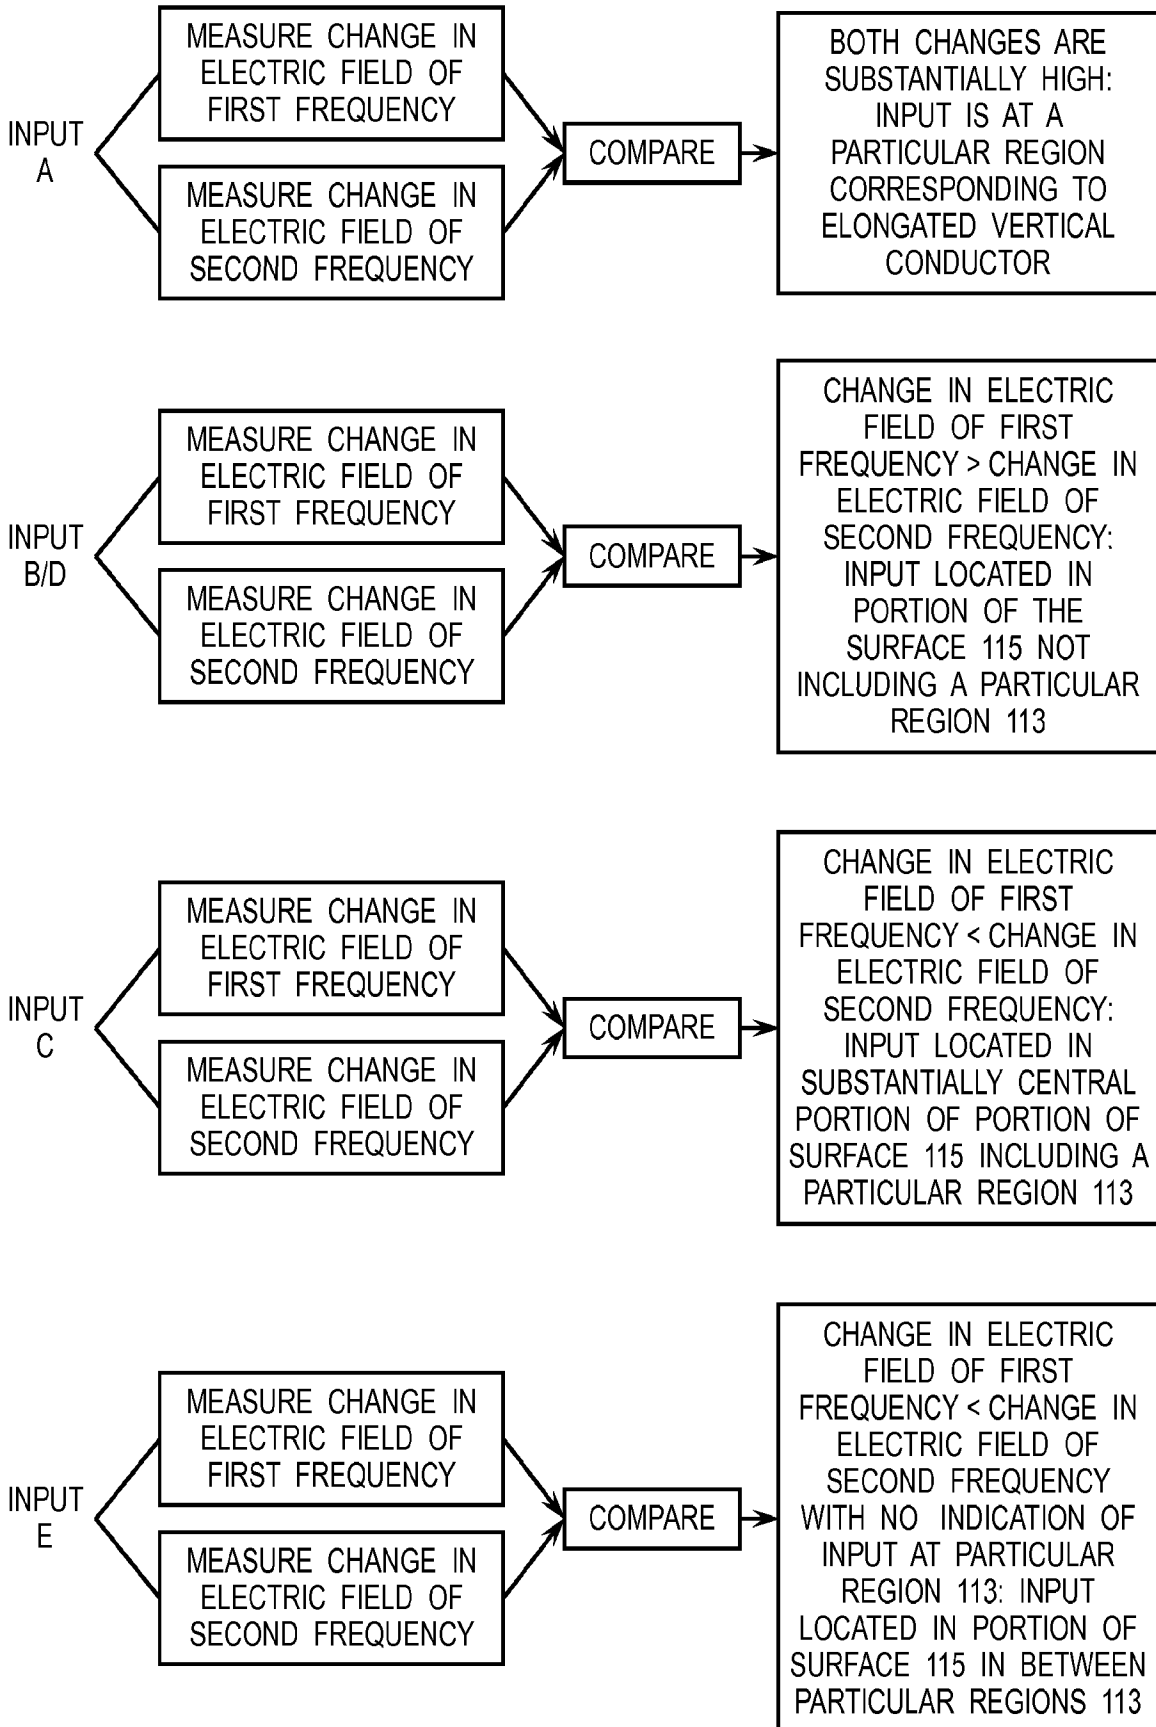 INPUT
A
MEASURE CHANGE IN
ELECTRIC FIELD OF
FIRST FREQUENCY
MEASURE CHANGE IN
ELECTRIC FIELD OF
SECOND FREQUENCY
COMPARE
BOTH CHANGES ARE
SUBSTANTIALLY HIGH:
INPUT IS AT A
PARTICULAR REGION
CORRESPONDING TO
ELONGATED VERTICAL
CONDUCTOR
INPUT
B/D
MEASURE CHANGE IN
ELECTRIC FIELD OF
FIRST FREQUENCY
MEASURE CHANGE IN
ELECTRIC FIELD OF
SECOND FREQUENCY
COMPARE
CHANGE IN ELECTRIC
FIELD OF FIRST
FREQUENCY > CHANGE IN
ELECTRIC FIELD OF
SECOND FREQUENCY:
INPUT LOCATED IN
PORTION OF THE
SURFACE 115 NOT
INCLUDING A PARTICULAR
REGION 113
INPUT
C
MEASURE CHANGE IN
ELECTRIC FIELD OF
FIRST FREQUENCY
MEASURE CHANGE IN
ELECTRIC FIELD OF
SECOND FREQUENCY
COMPARE
CHANGE IN ELECTRIC
FIELD OF FIRST
FREQUENCY < CHANGE IN
ELECTRIC FIELD OF
SECOND FREQUENCY:
INPUT LOCATED IN
SUBSTANTIALLY CENTRAL
PORTION OF PORTION OF
SURFACE 115 INCLUDING A
PARTICULAR REGION 113
INPUT
E
MEASURE CHANGE IN
ELECTRIC FIELD OF
FIRST FREQUENCY
MEASURE CHANGE IN
ELECTRIC FIELD OF
SECOND FREQUENCY
COMPARE
CHANGE IN ELECTRIC
FIELD OF FIRST
FREQUENCY < CHANGE IN
ELECTRIC FIELD OF
SECOND FREQUENCY
WITH NO INDICATION OF
INPUT AT PARTICULAR
REGION 113: INPUT
LOCATED IN PORTION OF
SURFACE 115 IN BETWEEN
PARTICULAR REGIONS 113